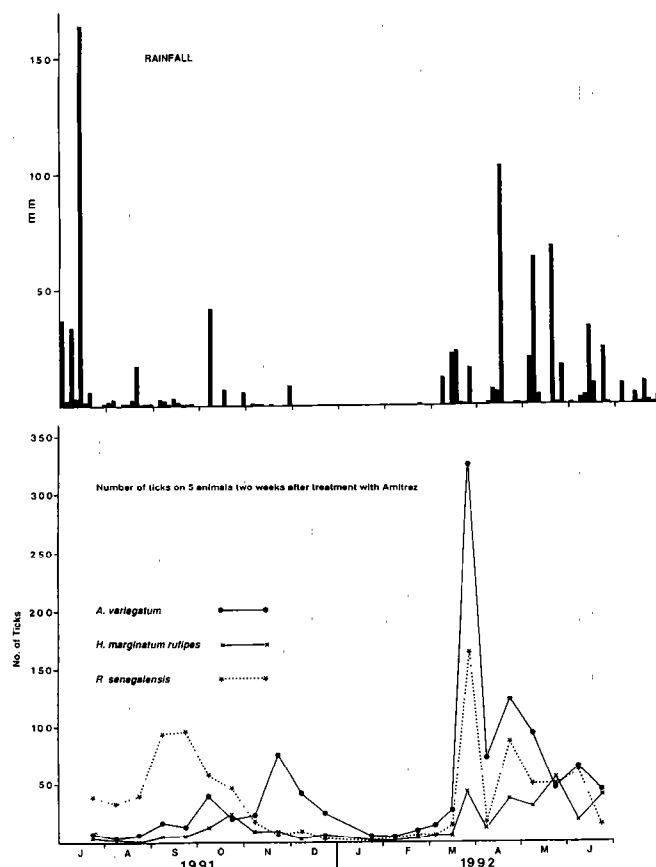 RAINFALL
150
100
50
mm
350
300
250
200
150
100
50
No. of Ticks
Number of ticks on 5 animals two weeks after treatment with Amitraz
A. variegatum
H. marginatum rufipes
R senegalensis
J A S O N D J F M A M J
1991 1992